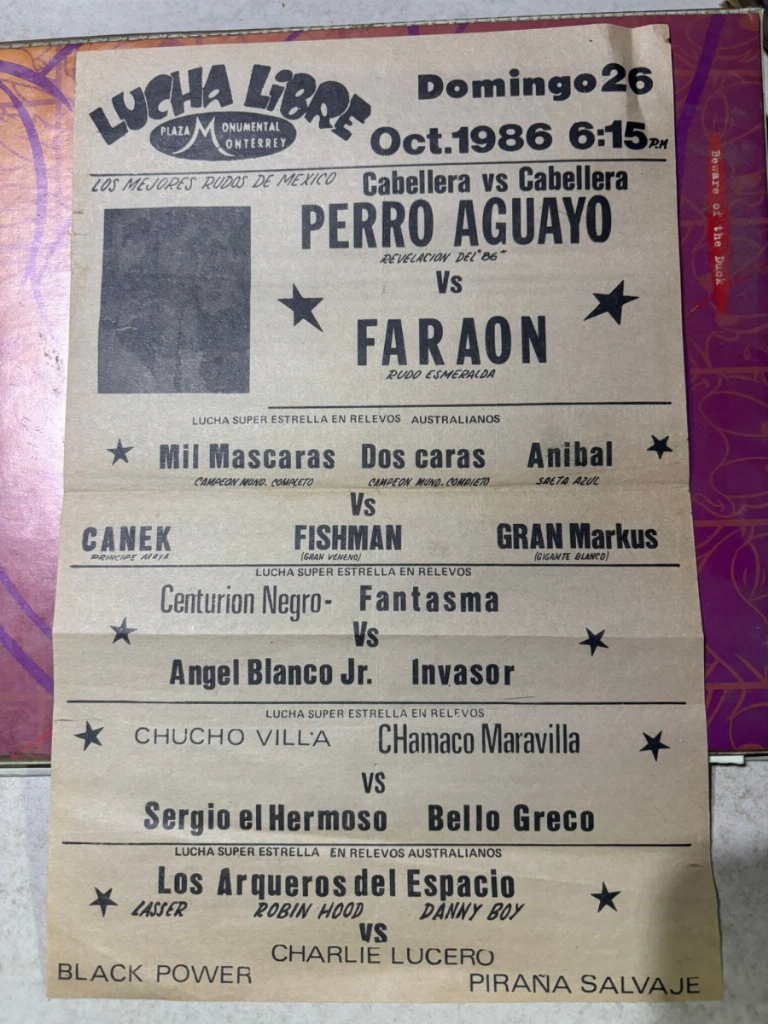 LUCHA LIBRE
PLAZA MONUMENTAL
MONTERREY
Domingo 26
Oct. 1986 6:15 P.M
LOS MEJORES RUDOS DE MEXICO
Cabellera vs Cabellera
PERRO AGUAYO
REVELACION DEL "86"
Vs
FARAON
RUDO ESMERALDA
LUCHA SUPER ESTRELLA EN RELEVOS AUSTRALIANOS
Mil Mascaras Dos caras Anibal
CAMPEON MUND. COMPLETO CAMPEON MUND. COMPLETO SAETA AZUL
Vs
CANEK FISHMAN GRAN Markus
PRINCIPE MAYA (GRAN VENENO) (GIGANTE BLANCO)
LUCHA SUPER ESTRELLA EN RELEVOS
Centurion Negro- Fantasma
Vs
Angel Blanco Jr. Invasor
LUCHA SUPER ESTRELLA EN RELEVOS
CHUCHO VILLA CHamaco Maravilla
VS
Sergio el Hermoso Bello Greco
LUCHA SUPER ESTRELLA EN RELEVOS AUSTRALIANOS
Los Arqueros del Espacio
LASSER ROBIN HOOD DANNY BOY
VS
CHARLIE LUCERO
BLACK POWER PIRAÑA SALVAJE
Beware of the Duck